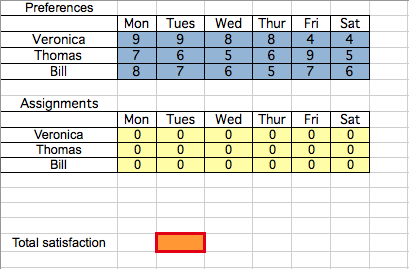 Preferences
Mon Tues Wed Thur Fri Sat
Veronica 9 9 8 8 4 4
Thomas 7 6 5 6 9 5
Bill 8 7 6 5 7 6
Assignments
Mon Tues Wed Thur Fri Sat
Veronica 0 0 0 0 0 0
Thomas 0 0 0 0 0 0
Bill 0 0 0 0 0 0
Total satisfaction